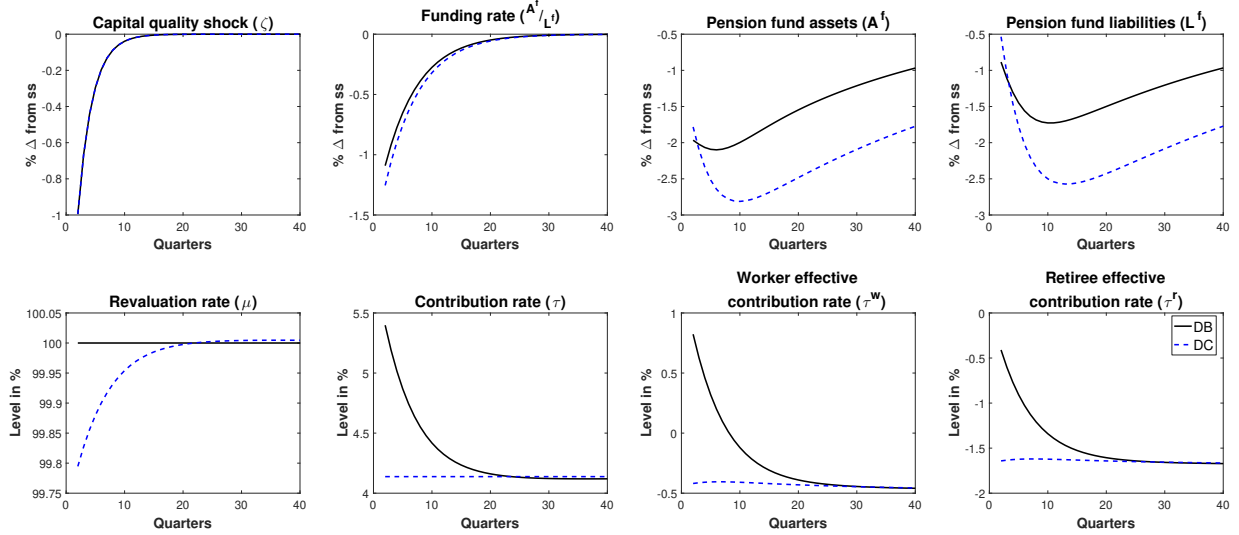 Capital quality shock (ζ)
% Δ from ss
0
-0.2
-0.4
-0.6
-0.8
-1
0 10 20 30 40
Quarters
Funding rate (A^f/L^f)
% Δ from ss
0
-0.5
-1
-1.5
0 10 20 30 40
Quarters
Pension fund assets (A^f)
% Δ from ss
-0.5
-1
-1.5
-2
-2.5
-3
0 10 20 30 40
Quarters
Pension fund liabilities (L^f)
% Δ from ss
-0.5
-1
-1.5
-2
-2.5
-3
0 10 20 30 40
Quarters
Revaluation rate (μ)
Level in %
100.05
100
99.95
99.9
99.85
99.8
99.75
0 10 20 30 40
Quarters
Contribution rate (τ)
Level in %
5.5
5
4.5
4
0 10 20 30 40
Quarters
Worker effective
contribution rate (τ^w)
Level in %
1
0.5
0
-0.5
0 10 20 30 40
Quarters
Retiree effective
contribution rate (τ^r)
Level in %
0
-0.5
-1
-1.5
-2
0 10 20 30 40
Quarters
DB
DC